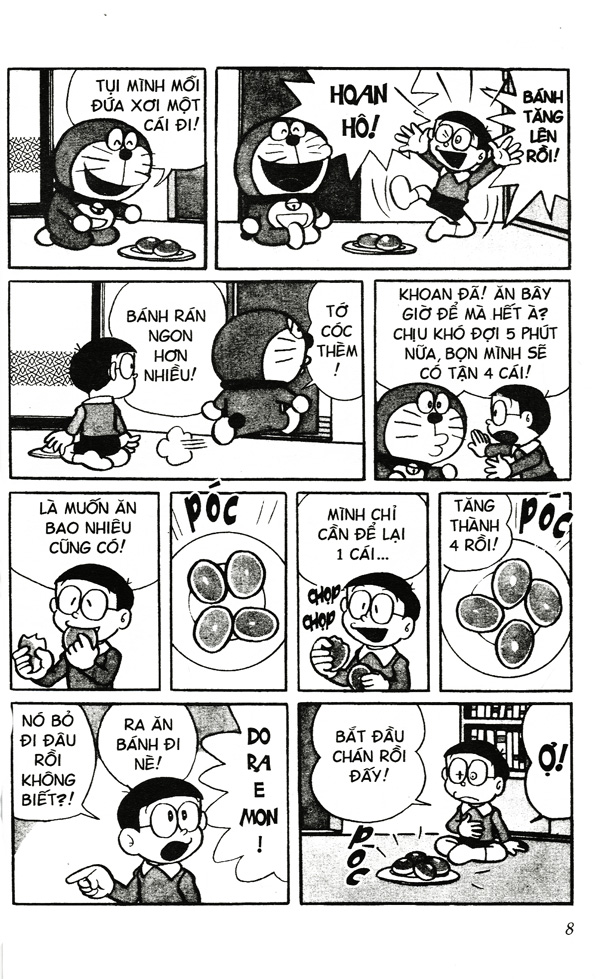 BÁNH
TĂNG
LÊN
RỒI!
HOAN
HÔ!
TỤI MÌNH MỖI
ĐỨA XƠI MỘT
CÁI ĐI!
KHOAN ĐÃ! ĂN BÂY
GIỜ ĐỂ MÀ HẾT À?
CHỊU KHÓ ĐỢI 5 PHÚT
NỮA, BỌN MÌNH SẼ
CÓ TẬN 4 CÁI!
TỚ
CÓC
THÈM
!
BÁNH RÁN
NGON
HƠN
NHIỀU!
PÓC
TĂNG
THÀNH
4 RỒI!
MÌNH CHỈ
CẦN ĐỂ LẠI
1 CÁI...
CHỌP
CHỌP
PÓC
LÀ MUỐN ĂN
BAO NHIÊU
CŨNG CÓ!
Ợ!
BẮT ĐẦU
CHÁN RỒI
ĐẤY!
PÓC
DO
RA
E
MON
!
RA ĂN
BÁNH ĐI
NÈ!
NÓ BỎ
ĐI ĐÂU
RỒI
KHÔNG
BIẾT?!
8